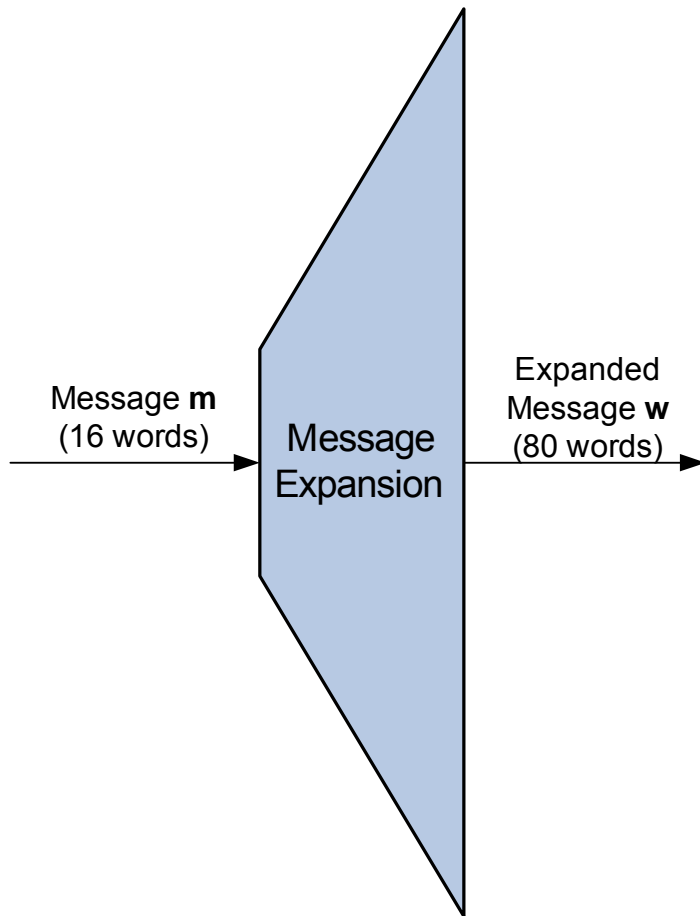 Message m
(16 words)
Message
Expansion
Expanded
Message w
(80 words)